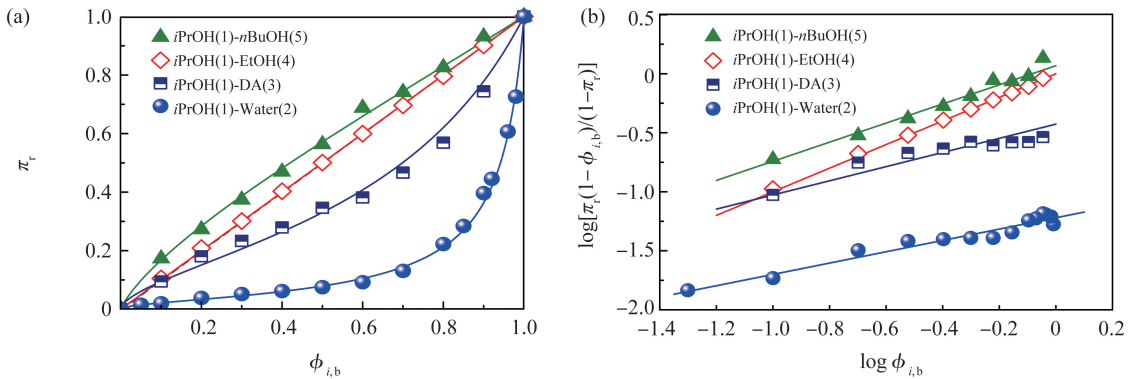 (a)
1.0
0.8
0.6
0.4
0.2
0
πr
iPrOH(1)-nBuOH(5)
iPrOH(1)-EtOH(4)
iPrOH(1)-DA(3)
iPrOH(1)-Water(2)
0.2
0.4
0.6
0.8
1.0
ϕi,b
(b)
0.5
0
−0.5
−1.0
−1.5
−2.0
log[πr(1−ϕi,b)/(1−πr)]
iPrOH(1)-nBuOH(5)
iPrOH(1)-EtOH(4)
iPrOH(1)-DA(3)
iPrOH(1)-Water(2)
−1.4
−1.2
−1.0
−0.8
−0.6
−0.4
−0.2
0
0.2
log ϕi,b